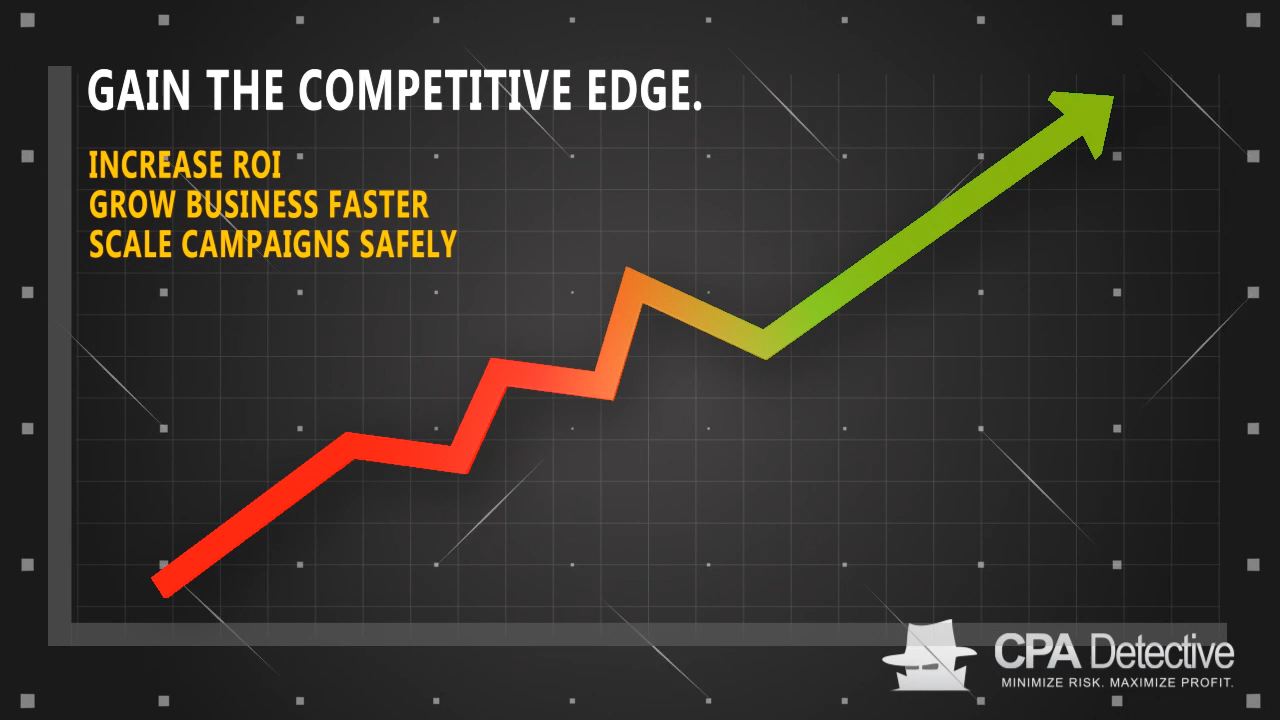 GAIN THE COMPETITIVE EDGE.
INCREASE ROI
GROW BUSINESS FASTER
SCALE CAMPAIGNS SAFELY
CPA Detective
MINIMIZE RISK. MAXIMIZE PROFIT.